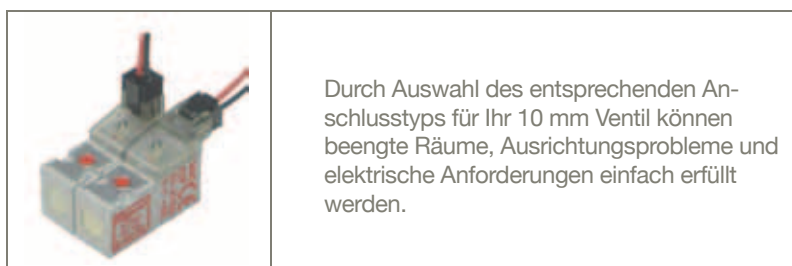 Durch Auswahl des entsprechenden An-
schlusstyps für Ihr 10 mm Ventil können
beengte Räume, Ausrichtungsprobleme und
elektrische Anforderungen einfach erfüllt
werden.